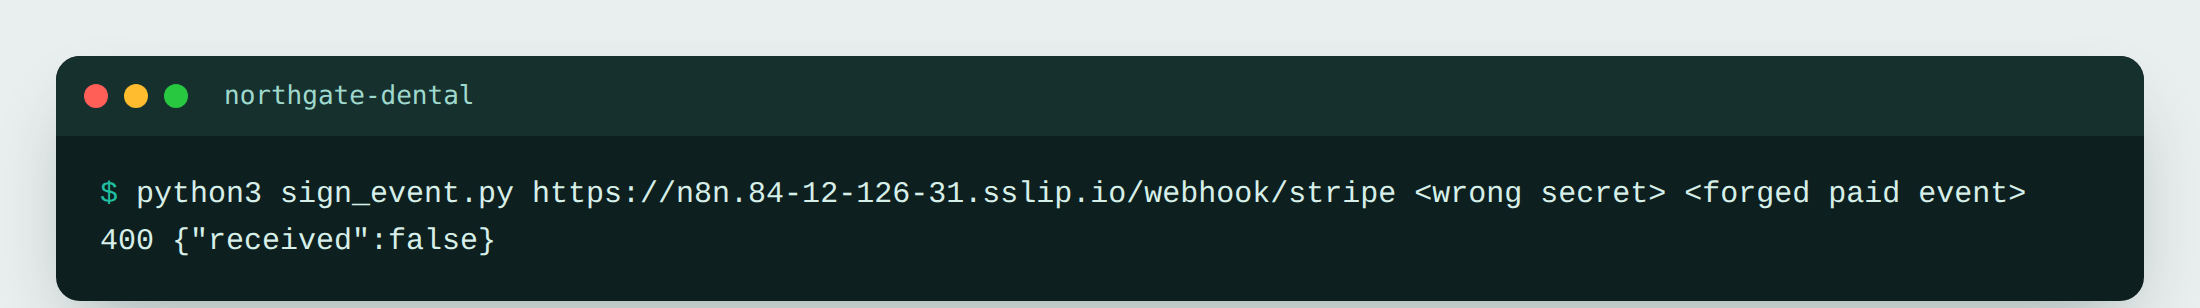 northgate-dental
$ python3 sign_event.py https://n8n.84-12-126-31.sslip.io/webhook/stripe <wrong secret> <forged paid event>
400 {"received":false}